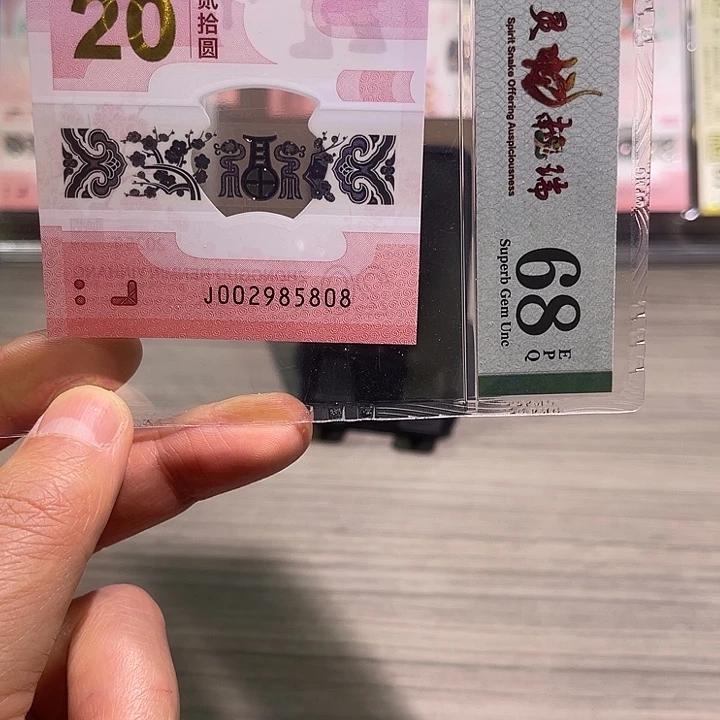 20
贰拾圆
J002985808
灵蛇献瑞
Spirit Snake Offering Auspiciousness
68
EPQ
Superb Gem Unc